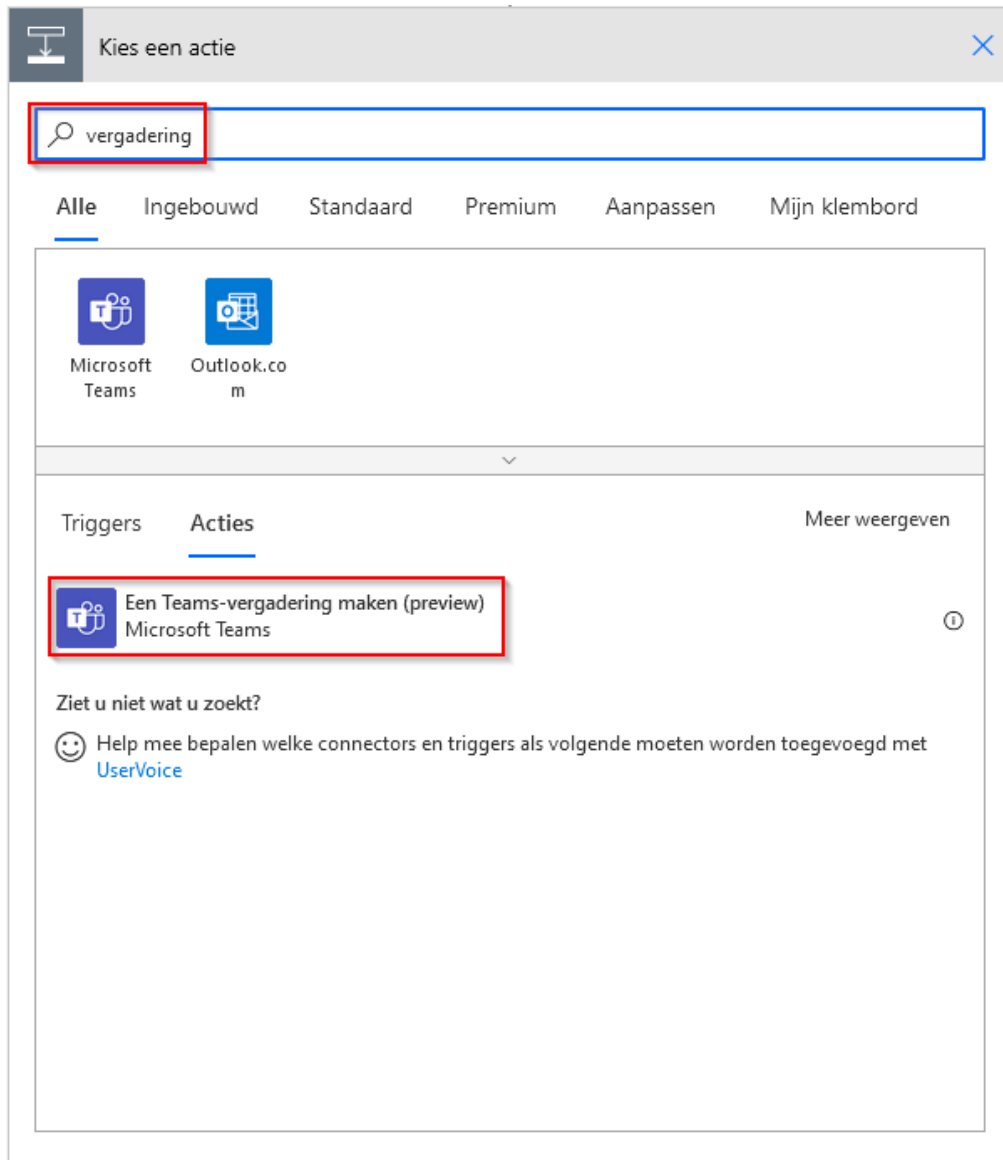 Kies een actie
vergadering
Alle Ingebouwd Standaard Premium Aanpassen Mijn klembord
Microsoft Teams
Outlook.co
m
Triggers Acties Meer weergeven
Een Teams-vergadering maken (preview)
Microsoft Teams
Ziet u niet wat u zoekt?
Help mee bepalen welke connectors en triggers als volgende moeten worden toegevoegd met
UserVoice